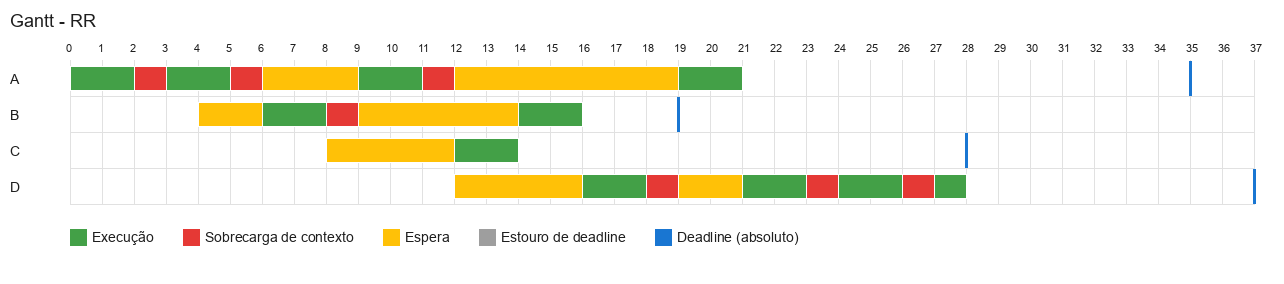 Gantt - RR
0 1 2 3 4 5 6 7 8 9 10 11 12 13 14 15 16 17 18 19 20 21 22 23 24 25 26 27 28 29 30 31 32 33 34 35 36 37
A
B
C
D
Execução Sobrecarga de contexto Espera Estouro de deadline Deadline (absoluto)